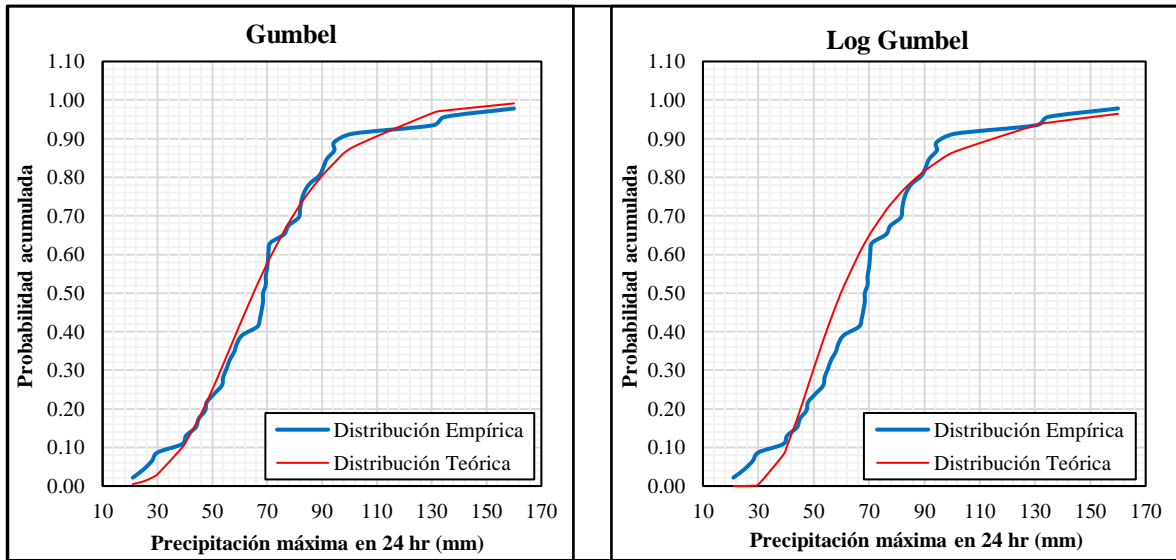 Gumbel
Probabilidad acumulada
1.10
1.00
0.90
0.80
0.70
0.60
0.50
0.40
0.30
0.20
0.10
0.00
Distribución Empírica
Distribución Teórica
10 30 50 70 90 110 130 150 170
Precipitación máxima en 24 hr (mm)
Log Gumbel
Probabilidad acumulada
1.10
1.00
0.90
0.80
0.70
0.60
0.50
0.40
0.30
0.20
0.10
0.00
Distribución Empírica
Distribución Teórica
10 30 50 70 90 110 130 150 170
Precipitación máxima en 24 hr (mm)